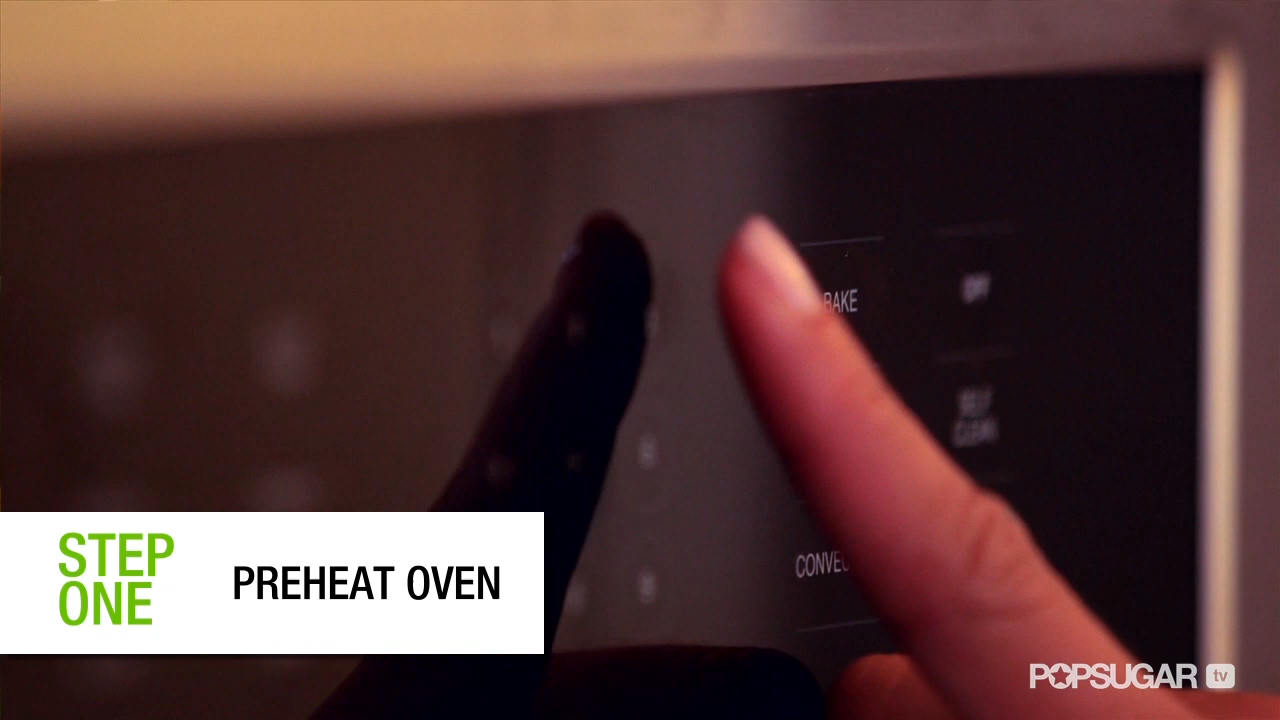 BAKE
OFF
SELF
CLEAN
CONVEC
STEP
ONE
PREHEAT OVEN
POPSUGAR tv